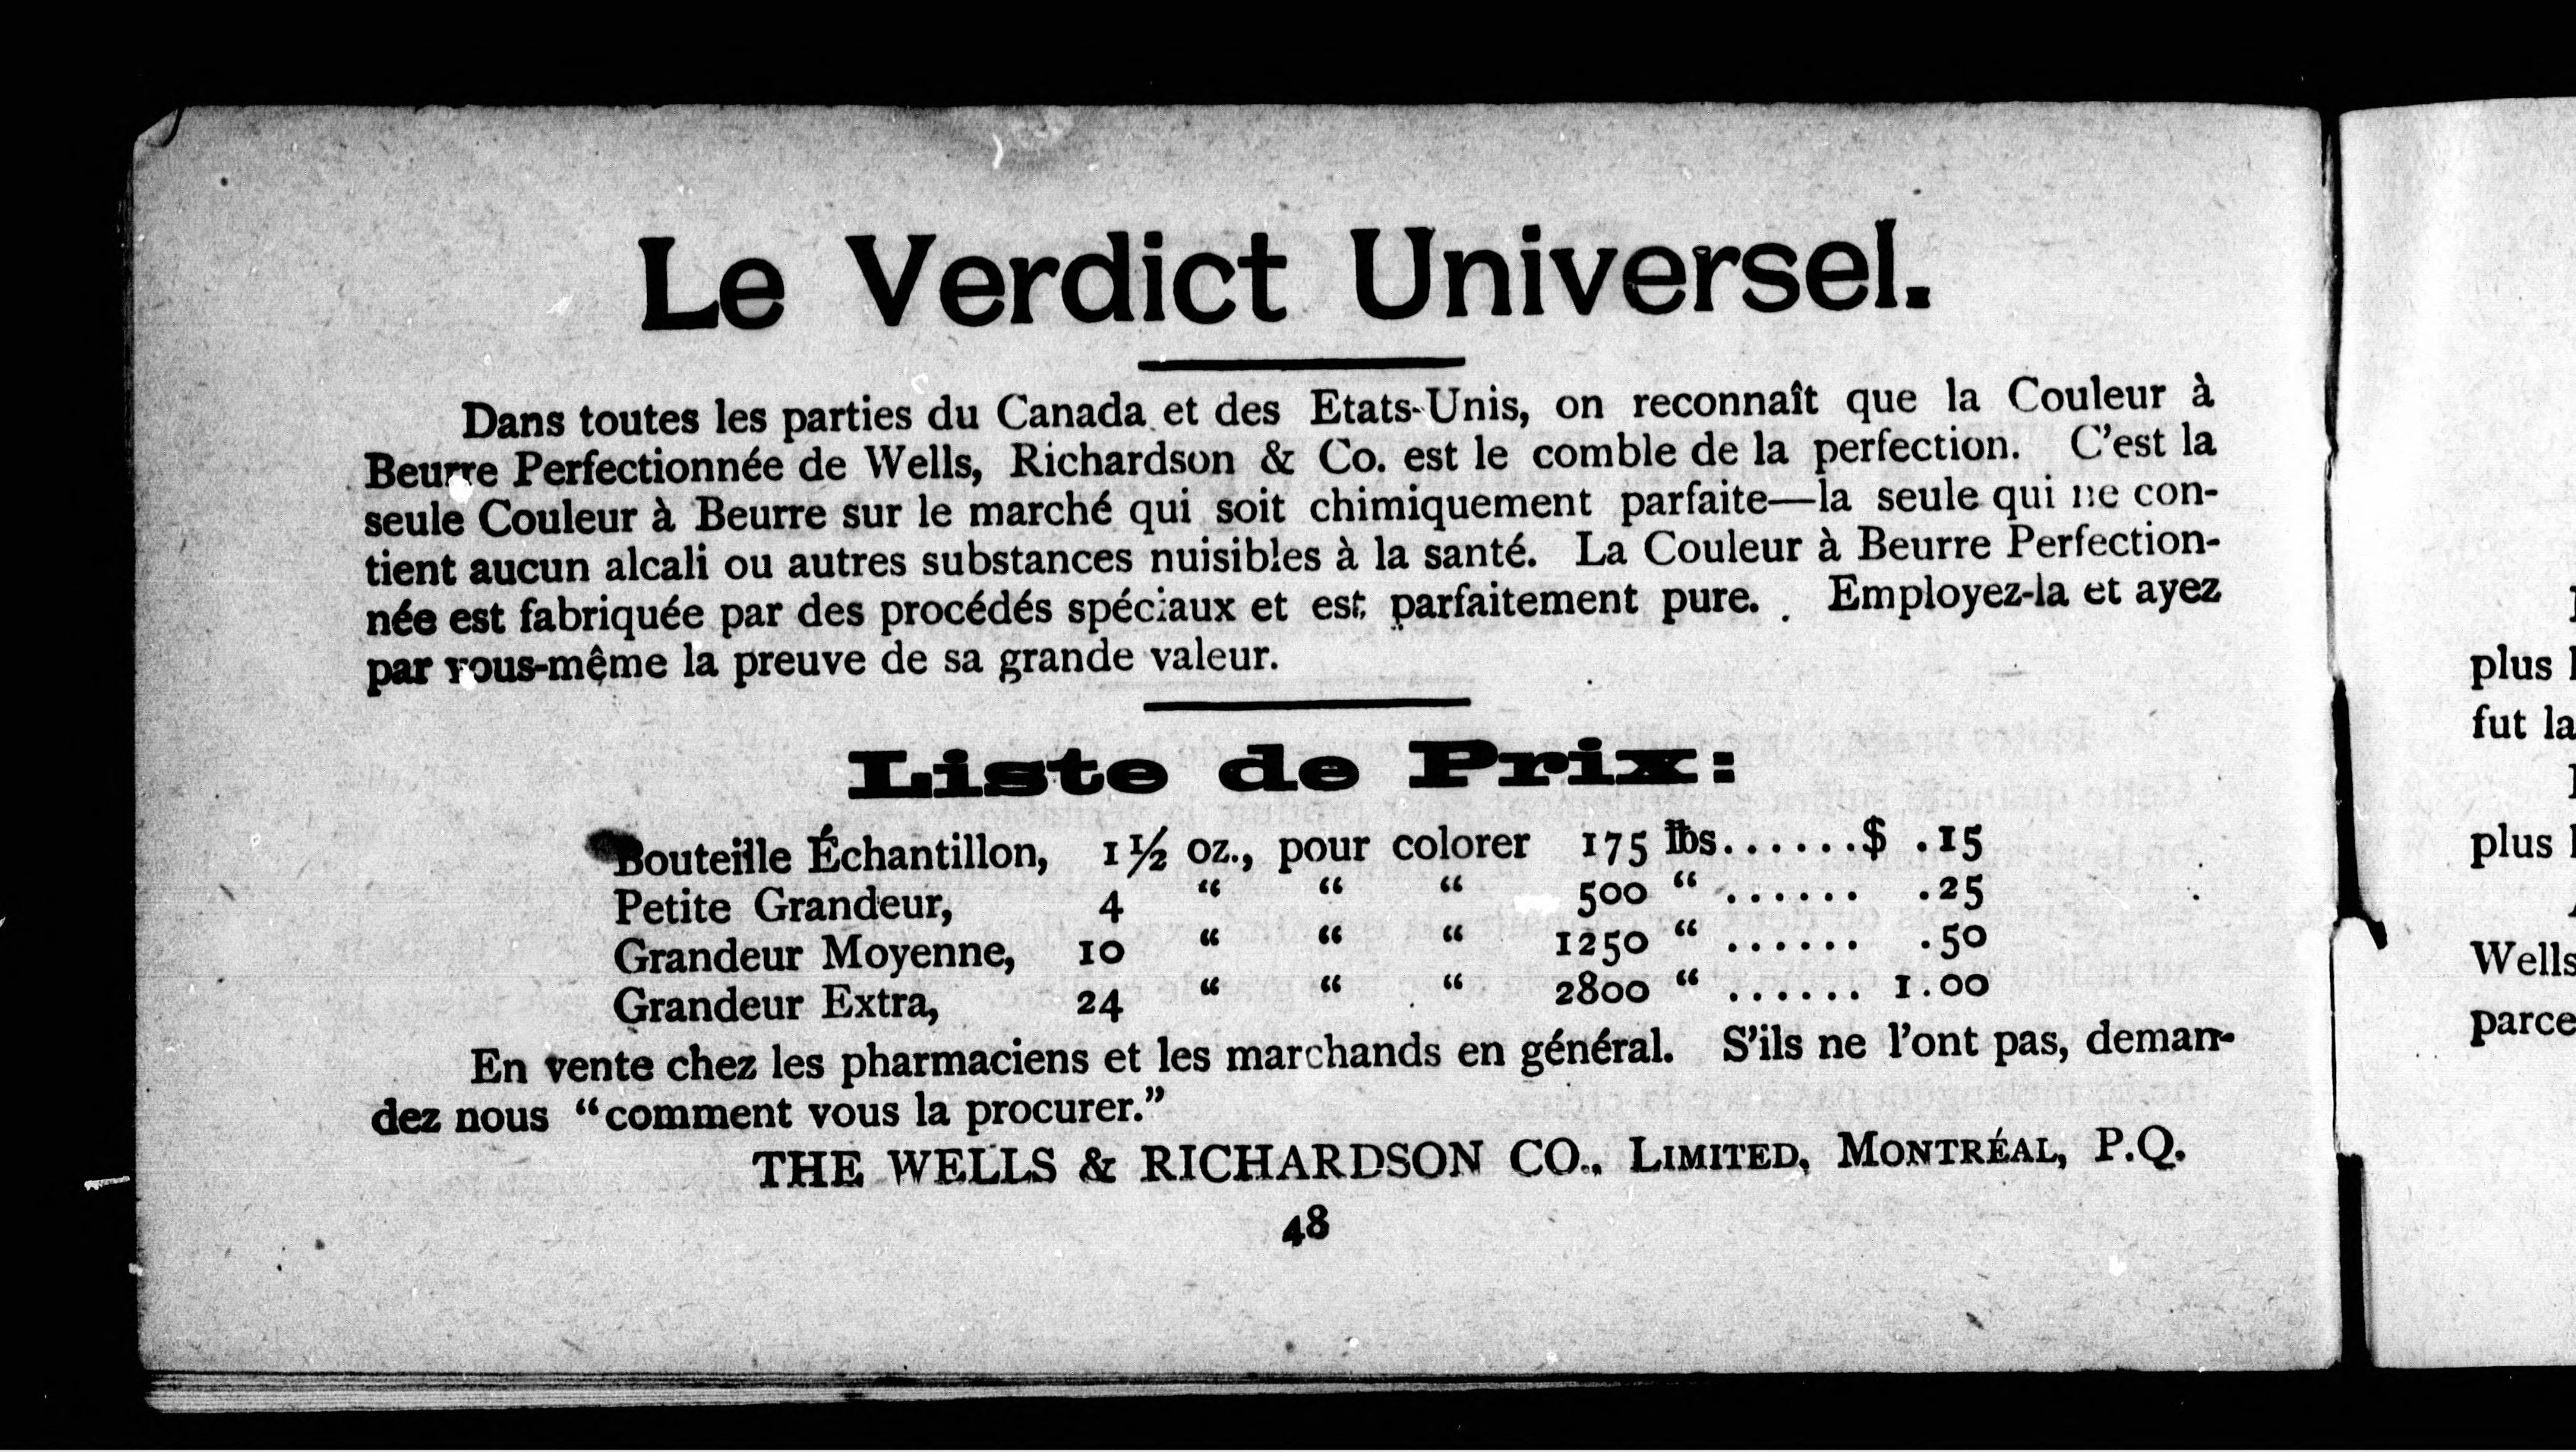 Le Verdict Universel.
Dans toutes les parties du Canada et des Etats-Unis, on reconnaît que la Couleur à
Beurre Perfectionnée de Wells, Richardson & Co. est le comble de la perfection. C'est la
seule Couleur à Beurre sur le marché qui soit chimiquement parfaite—la seule qui ne con-
tient aucun alcali ou autres substances nuisibles à la santé. La Couleur à Beurre Perfection-
née est fabriquée par des procédés spéciaux et est parfaitement pure. Employez-la et ayez
par vous-même la preuve de sa grande valeur.
Liste de Prix:
Bouteille Échantillon, 1½ oz., pour colorer 175 lbs......$ .15
Petite Grandeur, 4 “ “ “ 500 “ ...... .25
Grandeur Moyenne, 10 “ “ “ 1250 “ ...... .50
Grandeur Extra, 24 “ “ “ 2800 “ ...... 1.00
En vente chez les pharmaciens et les marchands en général. S'ils ne l'ont pas, deman-
dez nous “comment vous la procurer.”
THE WELLS & RICHARDSON CO., LIMITED, MONTRÉAL, P.Q.
48
plus
fut la
plus
Wells
parce